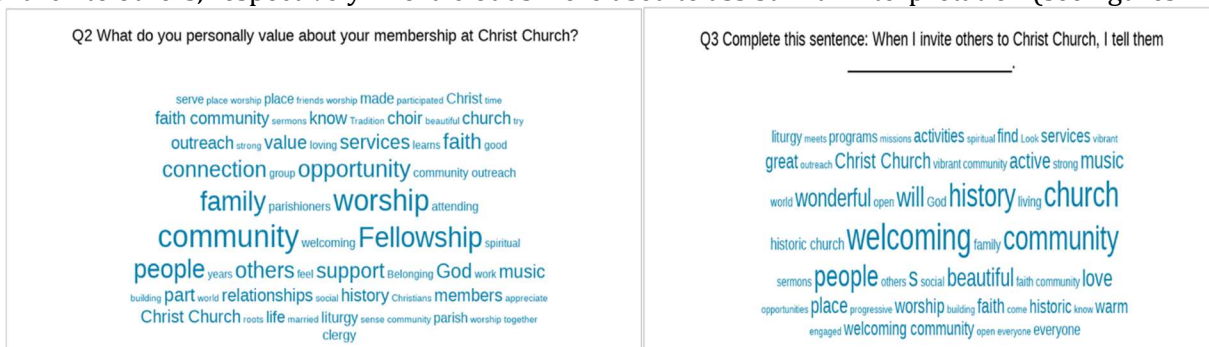 Q2 What do you personally value about your membership at Christ Church?
serve place worship place friends worship made participated Christ time
faith community sermons know Tradition choir beautiful church try
outreach strong value loving services learns faith good
connection group opportunity community outreach
family parishioners worship attending
community welcoming Fellowship spiritual
people years others feel support Belonging God work music
building part world relationships social history Christians members appreciate
Christ Church roots life married liturgy sense community parish worship together
clergy
Q3 Complete this sentence: When I invite others to Christ Church, I tell them
____________________.
liturgy meets programs missions activities spiritual find Look services vibrant
great outreach Christ Church vibrant community active strong music
world wonderful open will God history living church
historic church welcoming family community
sermons people others s social beautiful faith community love
opportunities place progressive worship building faith come historic know warm
engaged welcoming community open everyone everyone